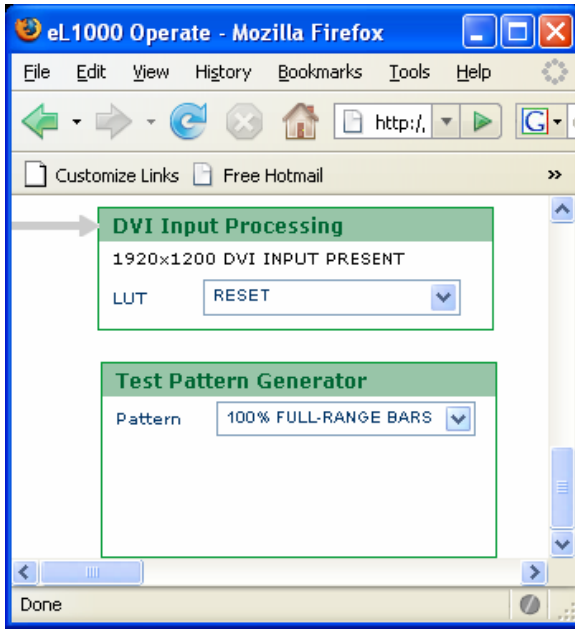 eL1000 Operate - Mozilla Firefox
File Edit View History Bookmarks Tools Help
http:/,
G
Customize Links Free Hotmail »
DVI Input Processing
1920x1200 DVI INPUT PRESENT
LUT RESET
Test Pattern Generator
Pattern 100% FULL-RANGE BARS
Done